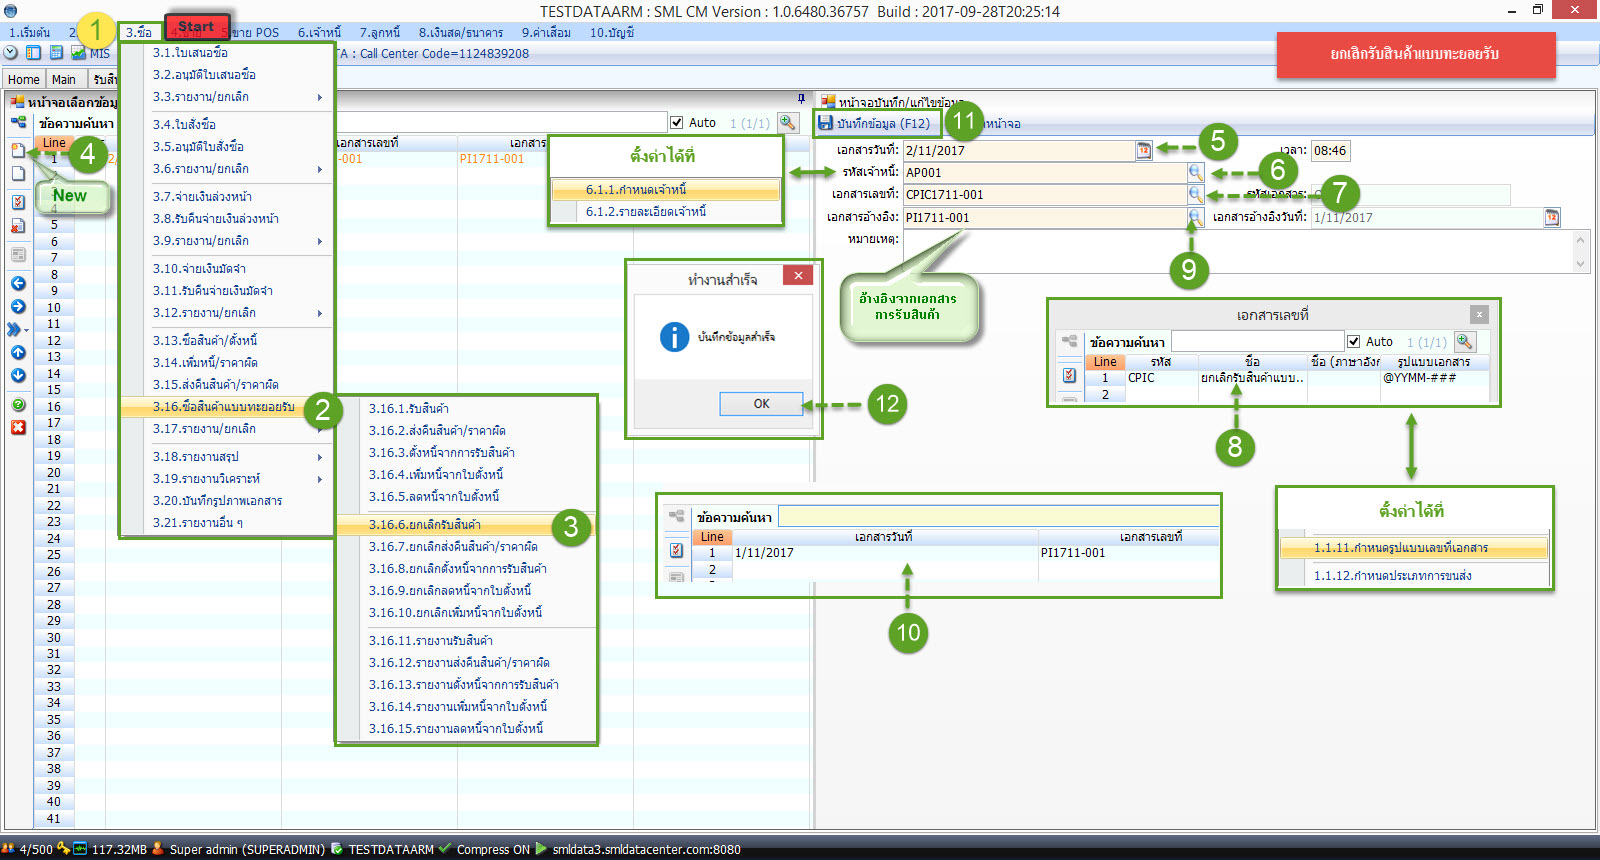 TESTDATAARM : SML CM Version : 1.0.6480.36757  Build : 2017-09-28T20:25:14
1.เริ่มต้น
3.ซื้อ
Start
5.ขาย POS
6.เจ้าหนี้
7.ลูกหนี้
8.เงินสด/ธนาคาร
9.ค่าเสื่อม
10.บัญชี
1
MIS
TA : Call Center Code=1124839208
ยกเลิกรับสินค้าแบบทะยอยรับ
Home
Main
หน้าจอเลือกข้อมู
ข้อความค้นหา
Auto
1 (1/1)
Line
อกสารเลขที่
1
-001
PI1711-001
4
New
5
6
7
8
9
10
11
12
13
14
15
16
17
18
19
20
21
22
23
24
25
26
27
28
29
30
31
32
33
34
35
36
37
38
39
40
41
3.1.ใบเสนอซื้อ
3.2.อนุมัติใบเสนอซื้อ
3.3.รายงาน/ยกเลิก
3.4.ใบสั่งซื้อ
3.5.อนุมัติใบสั่งซื้อ
3.6.รายงาน/ยกเลิก
3.7.จ่ายเงินล่วงหน้า
3.8.รับคืนจ่ายเงินล่วงหน้า
3.9.รายงาน/ยกเลิก
3.10.จ่ายเงินมัดจำ
3.11.รับคืนจ่ายเงินมัดจำ
3.12.รายงาน/ยกเลิก
3.13.ซื้อสินค้า/ตั้งหนี้
3.14.เพิ่มหนี้/ราคาผิด
3.15.ส่งคืนสินค้า/ราคาผิด
3.16.ซื้อสินค้าแบบทะยอยรับ
2
3.17.รายงาน/ยกเลิก
3.18.รายงานสรุป
3.19.รายงานวิเคราะห์
3.20.บันทึกรูปภาพเอกสาร
3.21.รายงานอื่น ๆ
3.16.1.รับสินค้า
3.16.2.ส่งคืนสินค้า/ราคาผิด
3.16.3.ตั้งหนี้จากการรับสินค้า
3.16.4.เพิ่มหนี้จากใบตั้งหนี้
3.16.5.ลดหนี้จากใบตั้งหนี้
3.16.6.ยกเลิกรับสินค้า
3
3.16.7.ยกเลิกส่งคืนสินค้า/ราคาผิด
3.16.8.ยกเลิกตั้งหนี้จากการรับสินค้า
3.16.9.ยกเลิกลดหนี้จากใบตั้งหนี้
3.16.10.ยกเลิกเพิ่มหนี้จากใบตั้งหนี้
3.16.11.รายงานรับสินค้า
3.16.12.รายงานส่งคืนสินค้า/ราคาผิด
3.16.13.รายงานตั้งหนี้จากการรับสินค้า
3.16.14.รายงานเพิ่มหนี้จากใบตั้งหนี้
3.16.15.รายงานลดหนี้จากใบตั้งหนี้
ตั้งค่าได้ที่
6.1.1.กำหนดเจ้าหนี้
6.1.2.รายละเอียดเจ้าหนี้
หน้าจอบันทึก/แก้ไขข้อมูล
บันทึกข้อมูล (F12)
11
หน้าจอ
เอกสารวันที่:
2/11/2017
5
เวลา:
08:46
รหัสเจ้าหนี้:
AP001
6
เอกสารเลขที่:
CPIC1711-001
7
รหัสเอกสาร:
เอกสารอ้างอิง:
PI1711-001
เอกสารอ้างอิงวันที่:
1/11/2017
หมายเหตุ:
9
อ้างอิงจากเอกสาร
การรับสินค้า
ทำงานสำเร็จ
บันทึกข้อมูลสำเร็จ
OK
12
เอกสารเลขที่
ข้อความค้นหา
Auto
1 (1/1)
Line
รหัส
ชื่อ
ชื่อ (ภาษาอังก
รูปแบบเอกสาร
1
CPIC
ยกเลิกรับสินค้าแบบ..
@YYMM-###
2
8
ข้อความค้นหา
Line
เอกสารวันที่
เอกสารเลขที่
1
1/11/2017
PI1711-001
2
10
ตั้งค่าได้ที่
1.1.11.กำหนดรูปแบบเลขที่เอกสาร
1.1.12.กำหนดประเภทการขนส่ง
4/500
117.32MB
Super admin (SUPERADMIN)
TESTDATAARM
Compress ON
smldata3.smldatacenter.com:8080